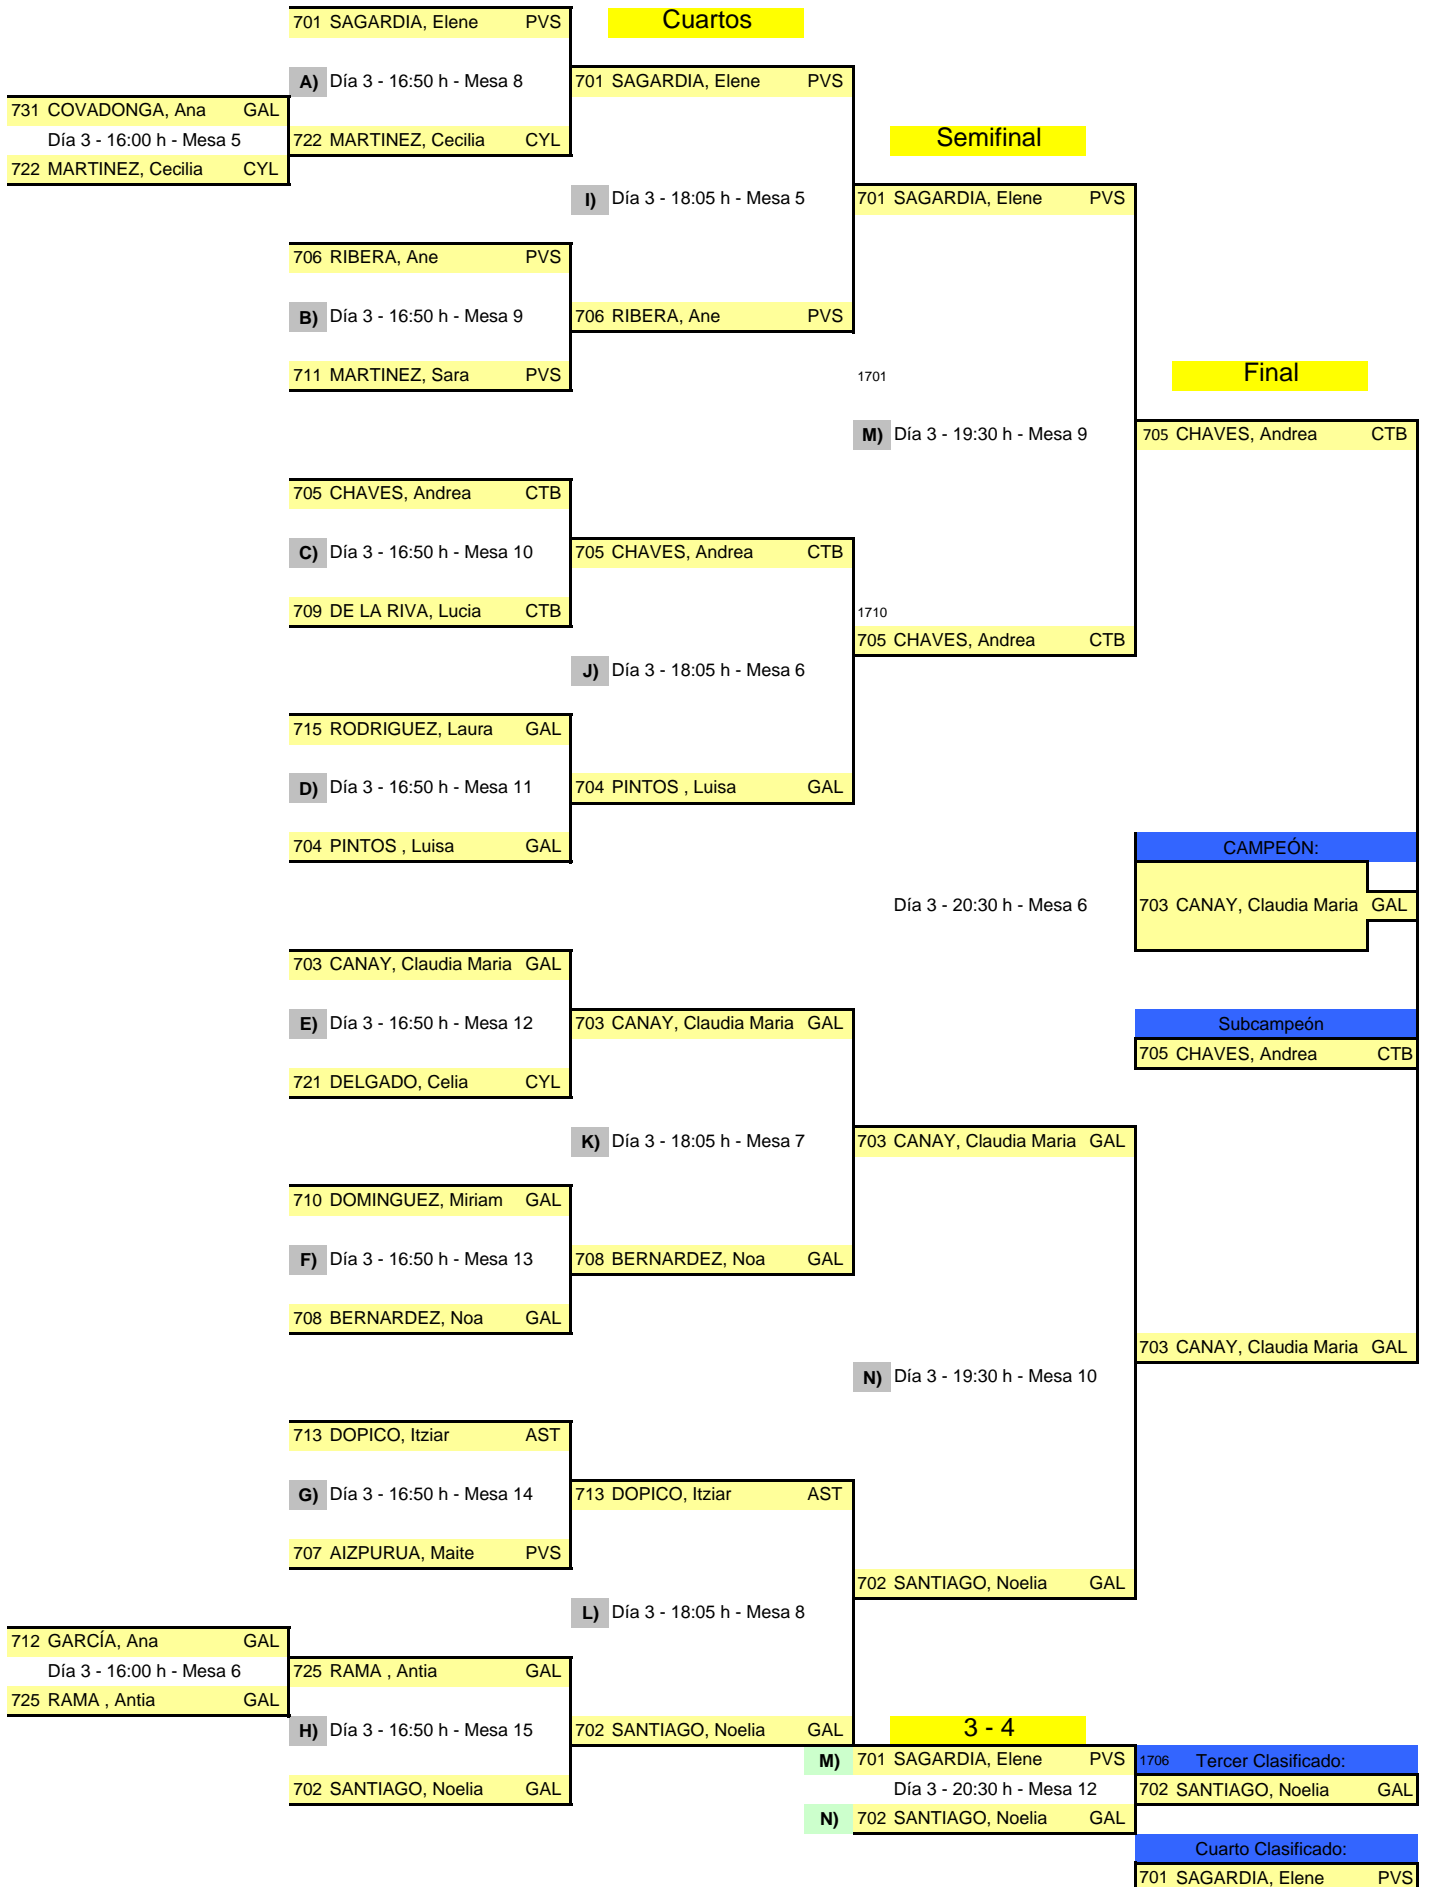 701 SAGARDIA, Elene PVS
Cuartos
A) Día 3 - 16:50 h - Mesa 8
701 SAGARDIA, Elene PVS
731 COVADONGA, Ana GAL
Día 3 - 16:00 h - Mesa 5
722 MARTINEZ, Cecilia CYL
Semifinal
722 MARTINEZ, Cecilia CYL
I) Día 3 - 18:05 h - Mesa 5
701 SAGARDIA, Elene PVS
706 RIBERA, Ane PVS
B) Día 3 - 16:50 h - Mesa 9
706 RIBERA, Ane PVS
711 MARTINEZ, Sara PVS
1701
Final
M) Día 3 - 19:30 h - Mesa 9
705 CHAVES, Andrea CTB
705 CHAVES, Andrea CTB
C) Día 3 - 16:50 h - Mesa 10
705 CHAVES, Andrea CTB
709 DE LA RIVA, Lucia CTB
1710
705 CHAVES, Andrea CTB
J) Día 3 - 18:05 h - Mesa 6
715 RODRIGUEZ, Laura GAL
D) Día 3 - 16:50 h - Mesa 11
704 PINTOS , Luisa GAL
704 PINTOS , Luisa GAL
CAMPEÓN:
Día 3 - 20:30 h - Mesa 6
703 CANAY, Claudia Maria GAL
703 CANAY, Claudia Maria GAL
E) Día 3 - 16:50 h - Mesa 12
703 CANAY, Claudia Maria GAL
Subcampeón
705 CHAVES, Andrea CTB
721 DELGADO, Celia CYL
K) Día 3 - 18:05 h - Mesa 7
703 CANAY, Claudia Maria GAL
710 DOMINGUEZ, Miriam GAL
F) Día 3 - 16:50 h - Mesa 13
708 BERNARDEZ, Noa GAL
708 BERNARDEZ, Noa GAL
703 CANAY, Claudia Maria GAL
N) Día 3 - 19:30 h - Mesa 10
713 DOPICO, Itziar AST
G) Día 3 - 16:50 h - Mesa 14
713 DOPICO, Itziar AST
707 AIZPURUA, Maite PVS
702 SANTIAGO, Noelia GAL
L) Día 3 - 18:05 h - Mesa 8
712 GARCÍA, Ana GAL
Día 3 - 16:00 h - Mesa 6
725 RAMA , Antia GAL
725 RAMA , Antia GAL
H) Día 3 - 16:50 h - Mesa 15
702 SANTIAGO, Noelia GAL
3 - 4
M) 701 SAGARDIA, Elene PVS
1706 Tercer Clasificado:
702 SANTIAGO, Noelia GAL
Día 3 - 20:30 h - Mesa 12
702 SANTIAGO, Noelia GAL
N) 702 SANTIAGO, Noelia GAL
Cuarto Clasificado:
701 SAGARDIA, Elene PVS